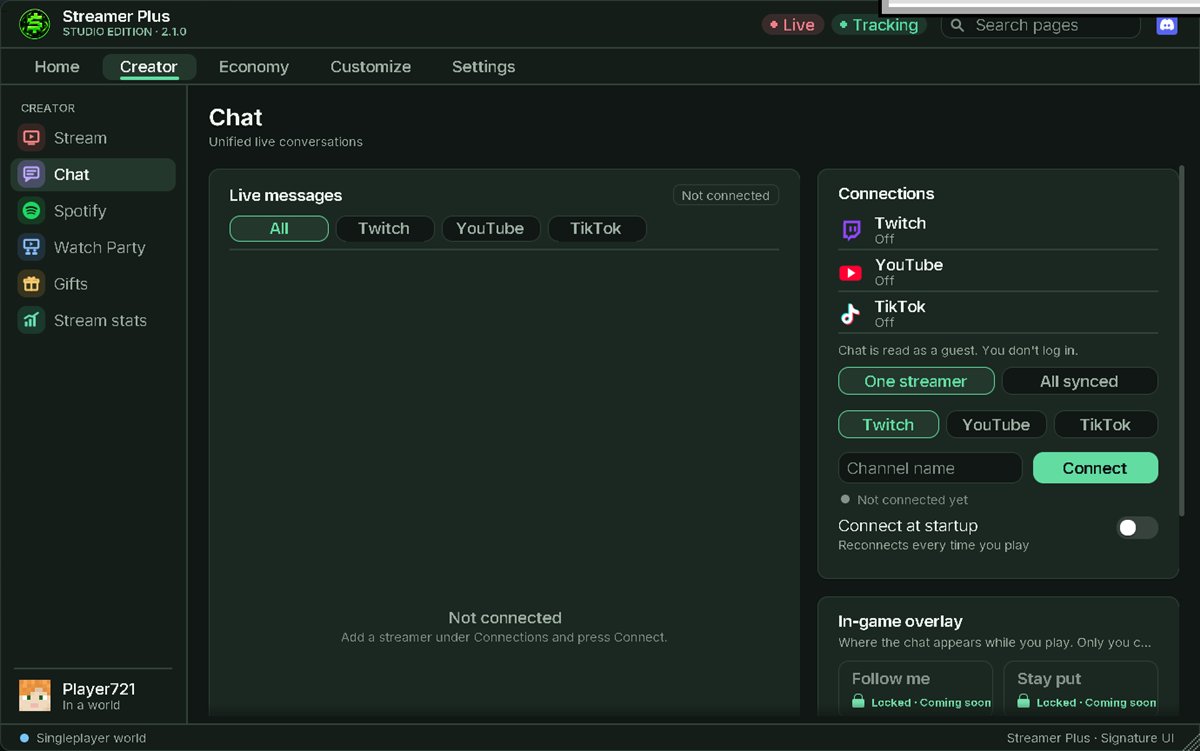 Streamer Plus
STUDIO EDITION · 2.1.0
Live
Tracking
Search pages
Home
Creator
Economy
Customize
Settings
CREATOR
Stream
Chat
Spotify
Watch Party
Gifts
Stream stats
Player721
In a world
Chat
Unified live conversations
Live messages
Not connected
All
Twitch
YouTube
TikTok
Not connected
Add a streamer under Connections and press Connect.
Connections
Twitch
Off
YouTube
Off
TikTok
Off
Chat is read as a guest. You don't log in.
One streamer
All synced
Twitch
YouTube
TikTok
Channel name
Connect
Not connected yet
Connect at startup
Reconnects every time you play
In-game overlay
Where the chat appears while you play. Only you c...
Follow me
Locked · Coming soon
Stay put
Locked · Coming soon
Singleplayer world
Streamer Plus · Signature UI